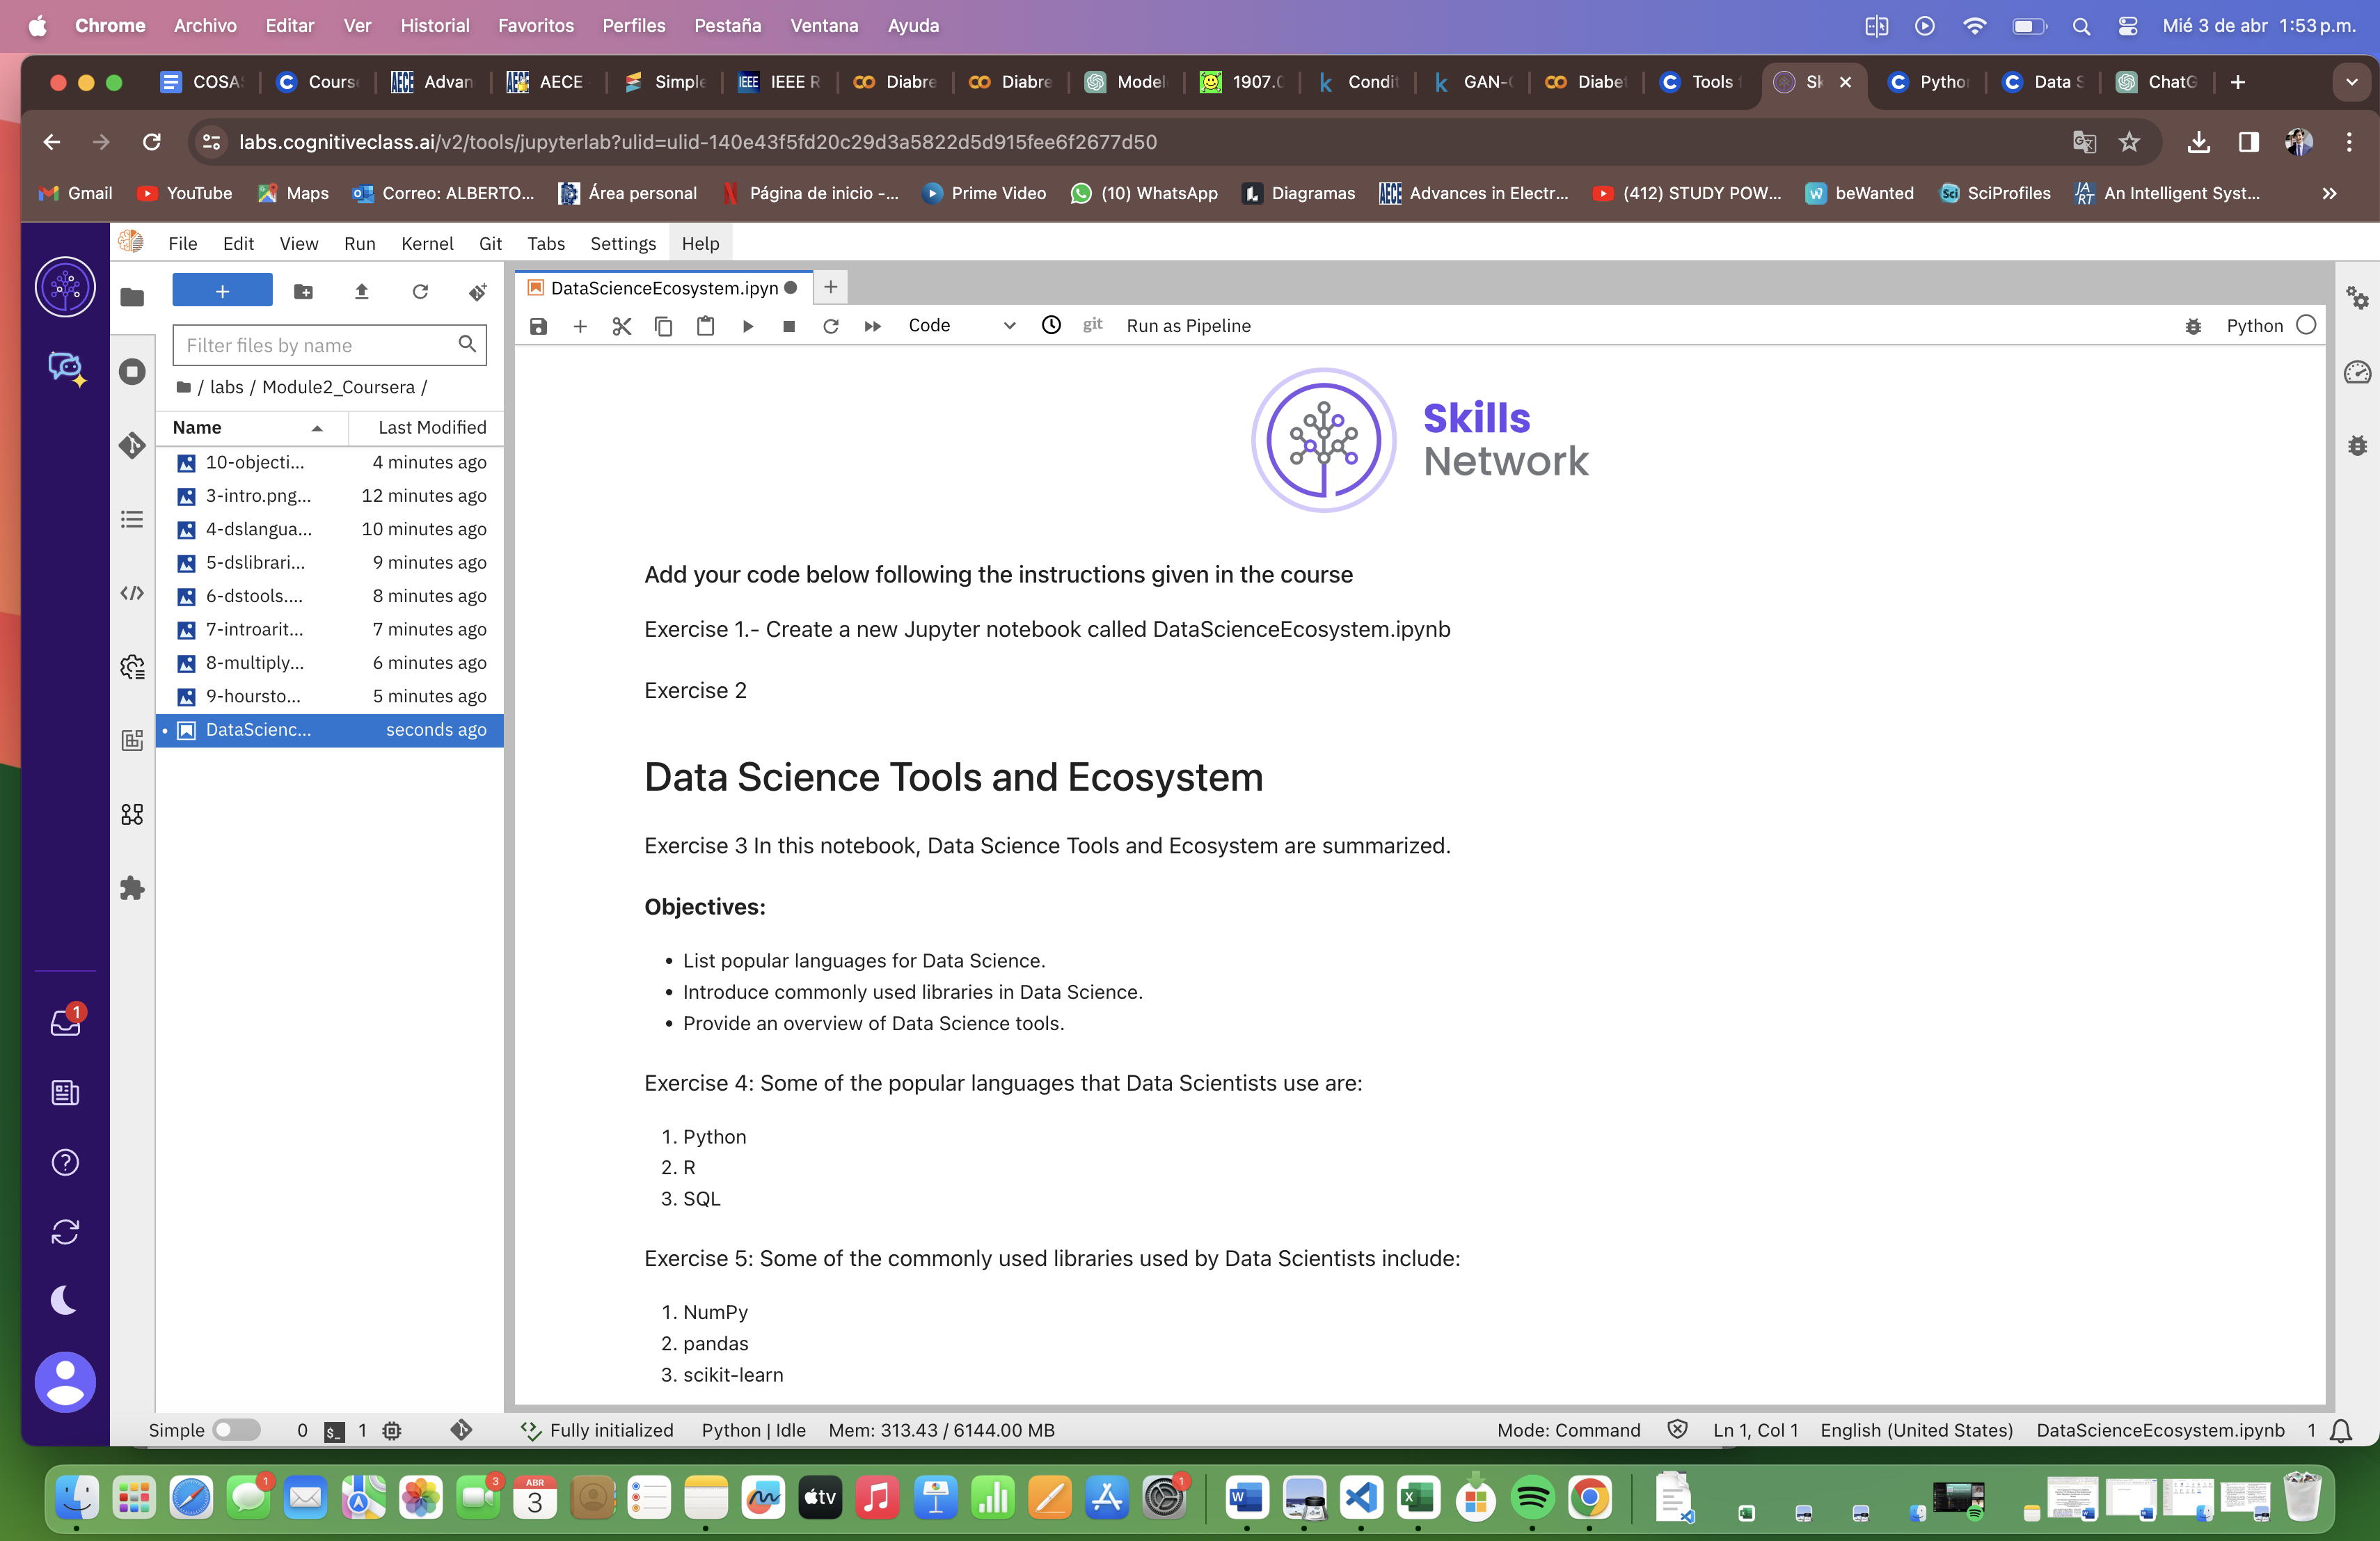 Chrome Archivo Editar Ver Historial Favoritos Perfiles Pestaña Ventana Ayuda Mié 3 de abr 1:53 p.m.
COSA Cours Advan AECE Simple IEEE R Diabre Diabre Model 1907.0 Condit GAN- Diabet Tools Sk Pytho Data S ChatG
labs.cognitiveclass.ai/v2/tools/jupyterlab?ulid=ulid-140e43f5fd20c29d3a5822d5d915fee6f2677d50
Gmail YouTube Maps Correo: ALBERTO... Área personal Página de inicio -... Prime Video (10) WhatsApp Diagramas Advances in Electr... (412) STUDY POW... beWanted SciProfiles An Intelligent Syst...
File Edit View Run Kernel Git Tabs Settings Help
DataScienceEcosystem.ipyn
Code git Run as Pipeline Python
Filter files by name
/ labs / Module2_Coursera /
Name Last Modified
10-objecti... 4 minutes ago
3-intro.png... 12 minutes ago
4-dslangua... 10 minutes ago
5-dslibrari... 9 minutes ago
6-dstools.... 8 minutes ago
7-introarit... 7 minutes ago
8-multiply... 6 minutes ago
9-hoursto... 5 minutes ago
DataScienc... seconds ago
Skills
Network
Add your code below following the instructions given in the course
Exercise 1.- Create a new Jupyter notebook called DataScienceEcosystem.ipynb
Exercise 2
Data Science Tools and Ecosystem
Exercise 3 In this notebook, Data Science Tools and Ecosystem are summarized.
Objectives:
• List popular languages for Data Science.
• Introduce commonly used libraries in Data Science.
• Provide an overview of Data Science tools.
Exercise 4: Some of the popular languages that Data Scientists use are:
1. Python
2. R
3. SQL
Exercise 5: Some of the commonly used libraries used by Data Scientists include:
1. NumPy
2. pandas
3. scikit-learn
1
Simple 0 1 Fully initialized Python | Idle Mem: 313.43 / 6144.00 MB Mode: Command Ln 1, Col 1 English (United States) DataScienceEcosystem.ipynb 1
1 3 ABR 3 tv 1